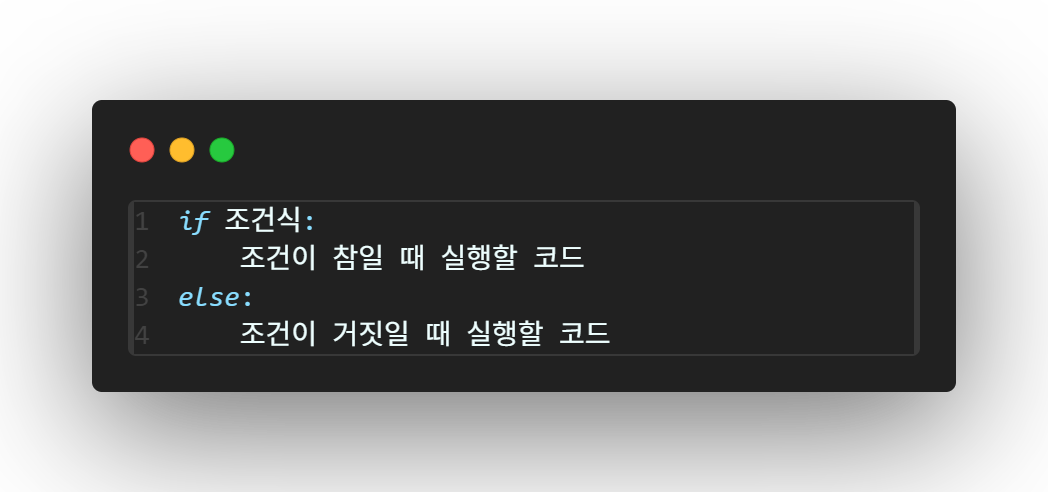 1 if 조건식:
2 조건이 참일 때 실행할 코드
3 else:
4 조건이 거짓일 때 실행할 코드